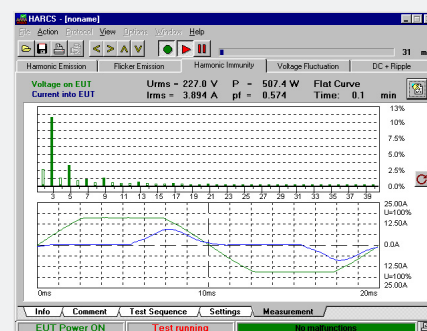 HARCS - [noname]
File Action Protocol View Options Window Help
31 m
Harmonic Emission Flicker Emission Harmonic Immunity Voltage Fluctuation DC + Ripple
Voltage on EUT Urms = 227.0 V P = 507.4 W Flat Curve
Current into EUT Irms = 3.894 A pf = 0.574 Time: 0.1 min
13%
10%
7.5%
5.0%
2.5%
0.0%
3 5 7 9 11 13 15 17 19 21 23 25 27 29 31 33 35 37 39
25.00A
U=100%
12.50A
0.0A
12.50A
U=100%
25.00A
0ms 10ms 20ms
Info Comment Test Sequence Settings Measurement
EUT Power ON Test running No malfunctions